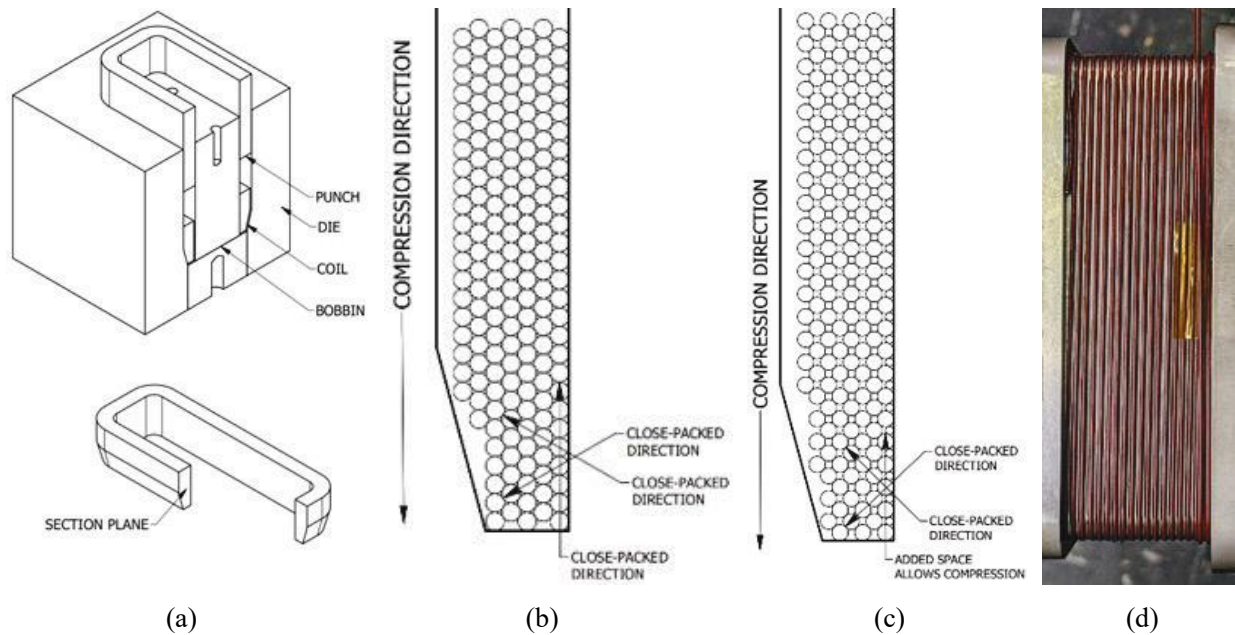 PUNCH
DIE
COIL
BOBBIN
SECTION PLANE
(a)
COMPRESSION DIRECTION
CLOSE-PACKED
DIRECTION
CLOSE-PACKED
DIRECTION
CLOSE-PACKED
DIRECTION
(b)
COMPRESSION DIRECTION
CLOSE-PACKED
DIRECTION
CLOSE-PACKED
DIRECTION
ADDED SPACE
ALLOWS COMPRESSION
(c)
(d)